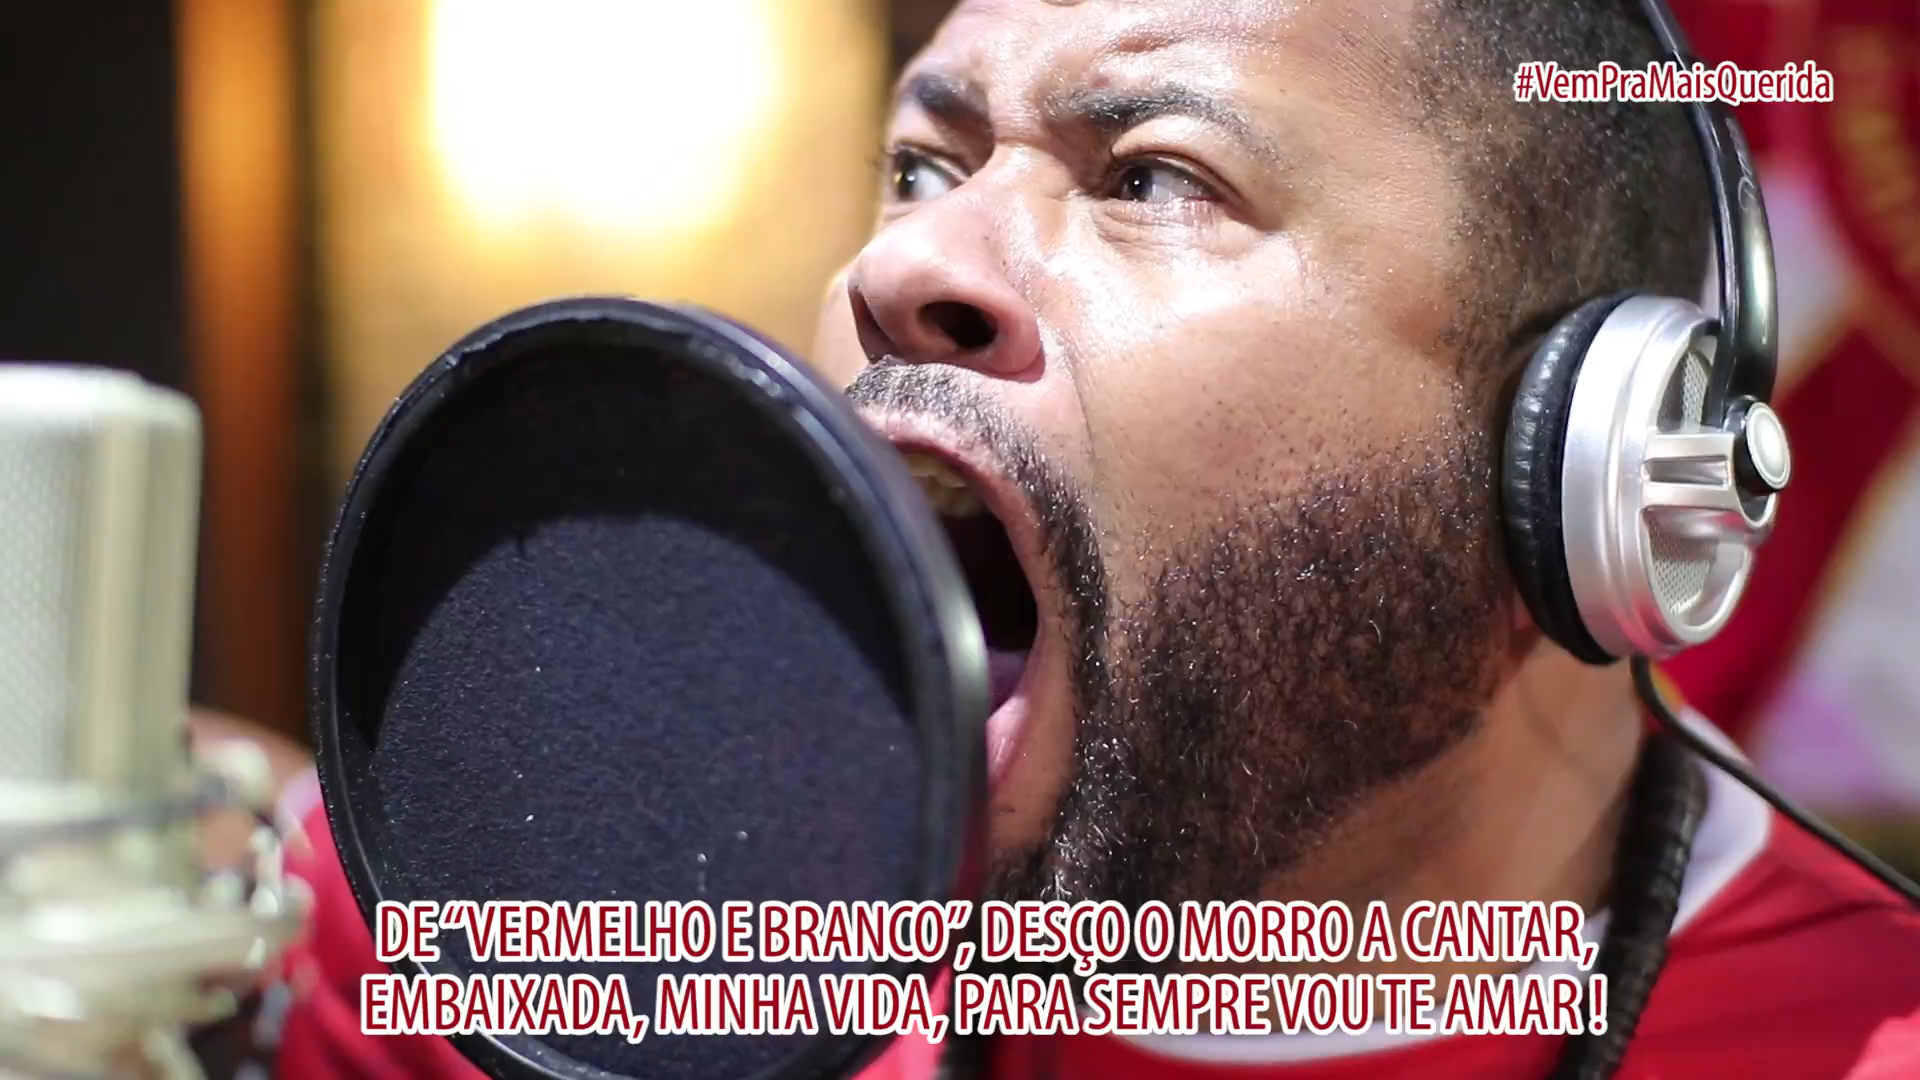 #VemPraMaisQuerida
DE “VERMELHO E BRANCO”, DESÇO O MORRO A CANTAR,
EMBAIXADA, MINHA VIDA, PARA SEMPRE VOU TE AMAR !